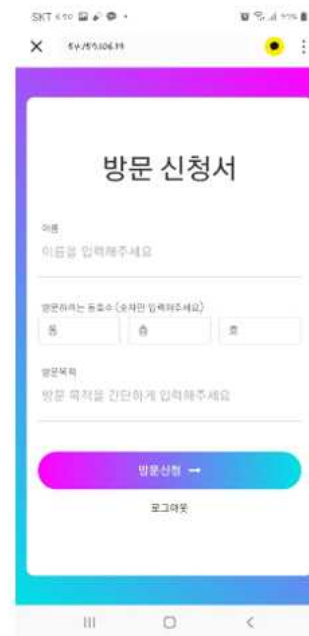 SKT
방문 신청서
이름
이름을 입력해주세요
방문하려는 동호수 (숫자만 입력해주세요)
동 층 호
방문목적
방문 목적을 간단하게 입력해주세요
방문신청 →
로그아웃